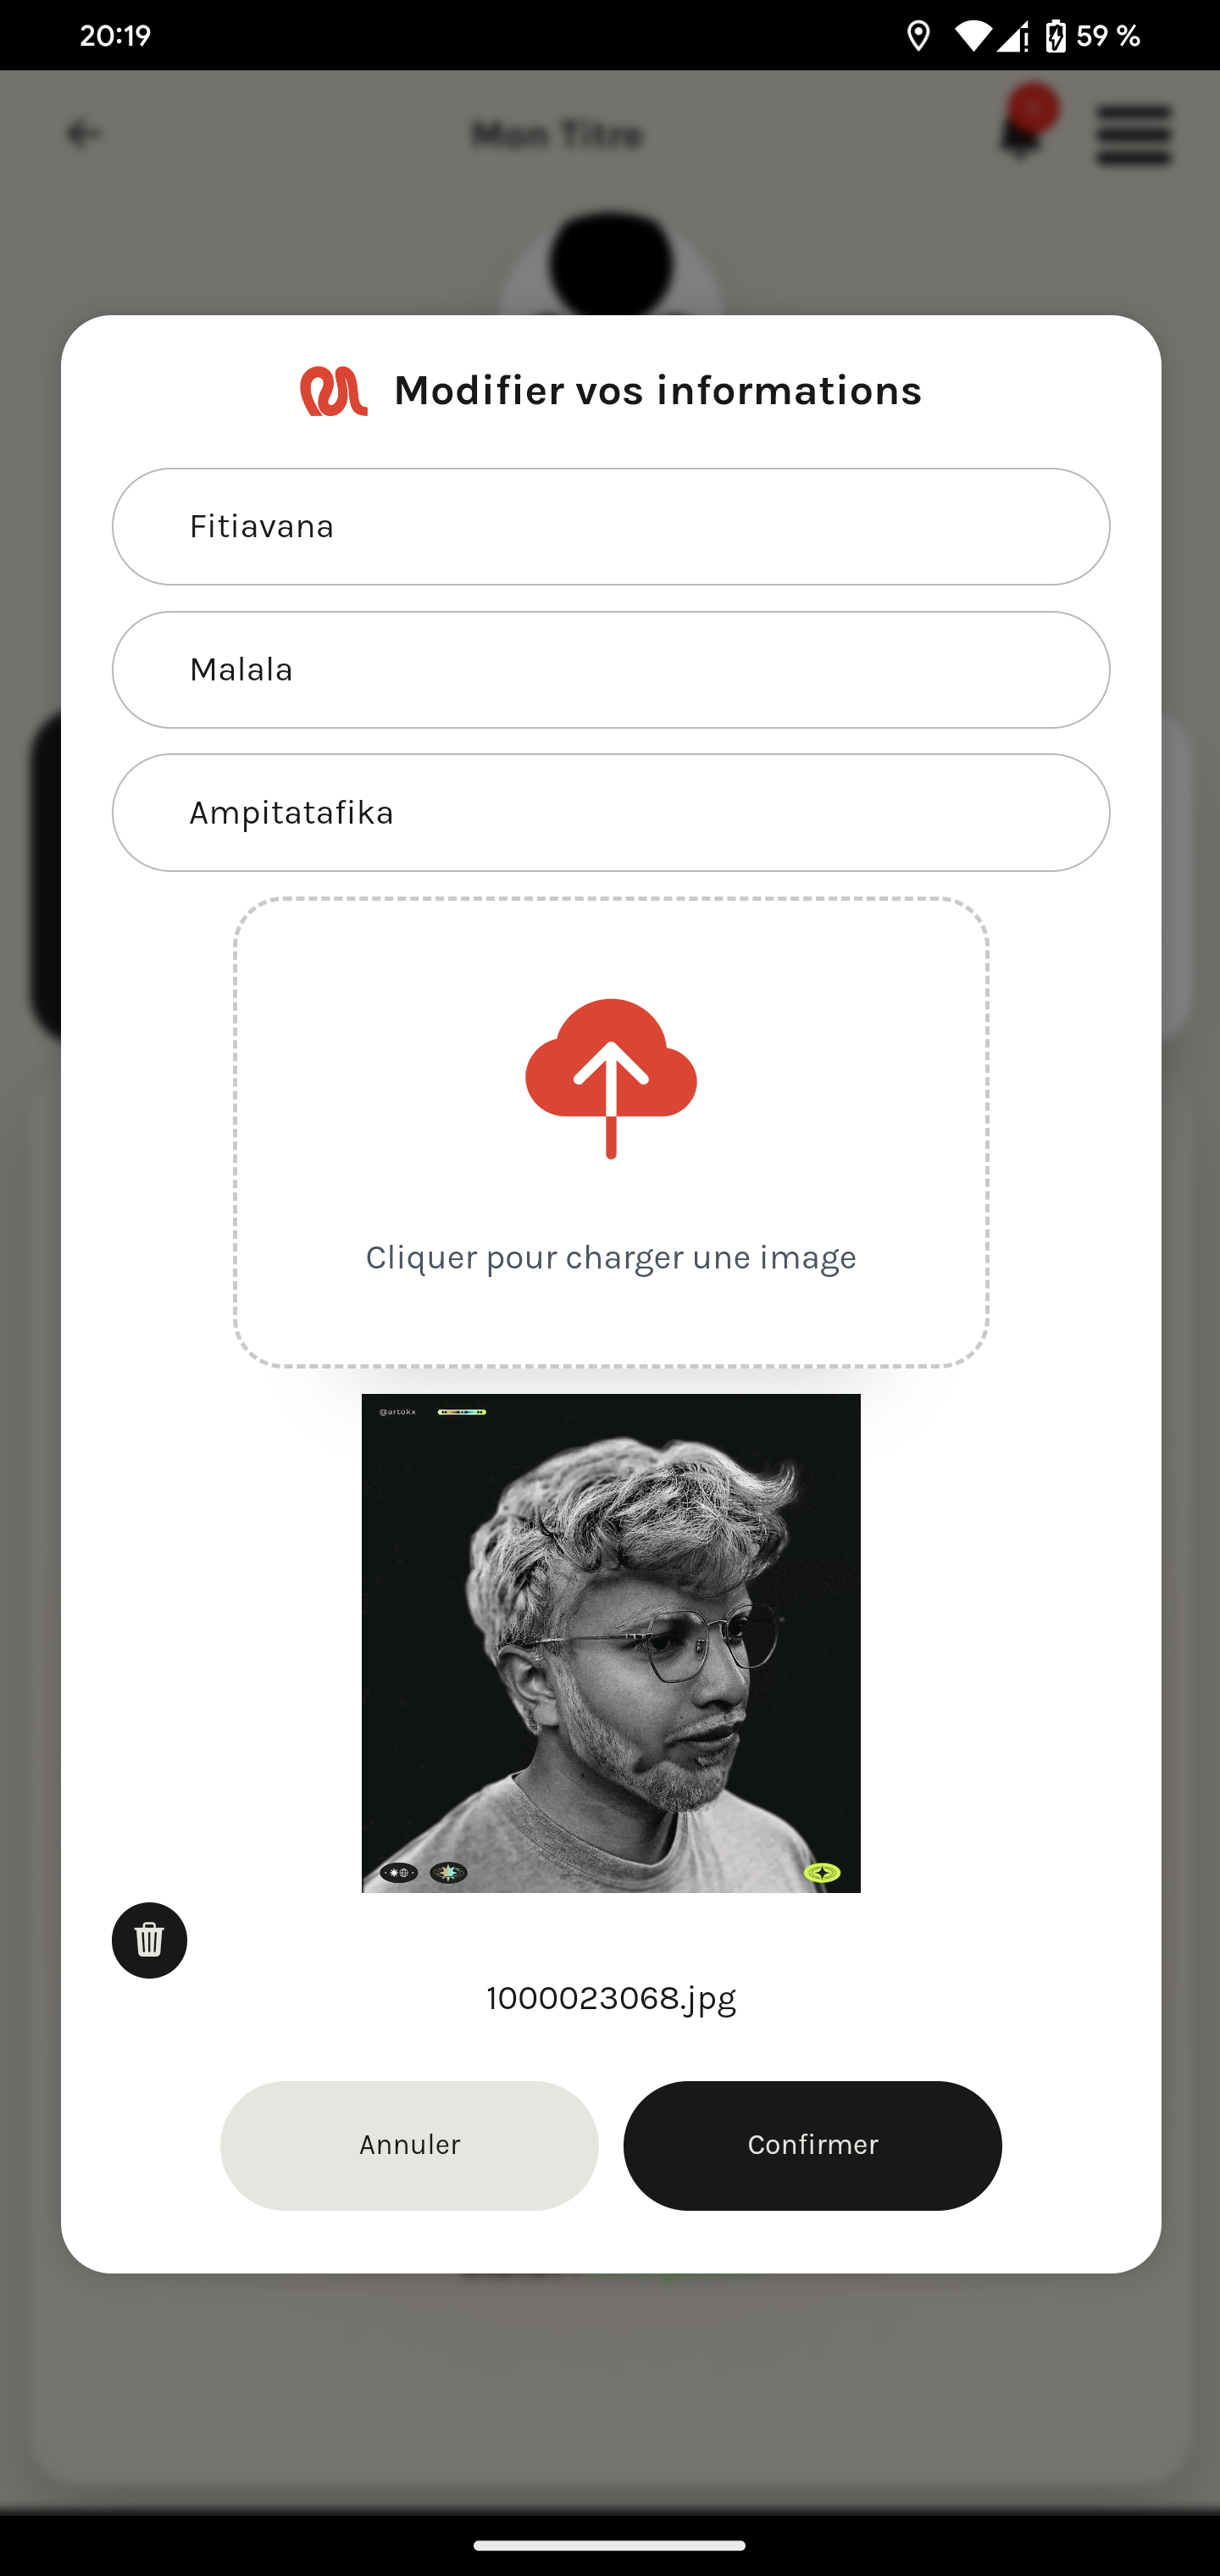 20:19
59 %
Mon Titre
Modifier vos informations
Fitiavana
Malala
Ampitatafika
Cliquer pour charger une image
@artokx
1000023068.jpg
Annuler
Confirmer